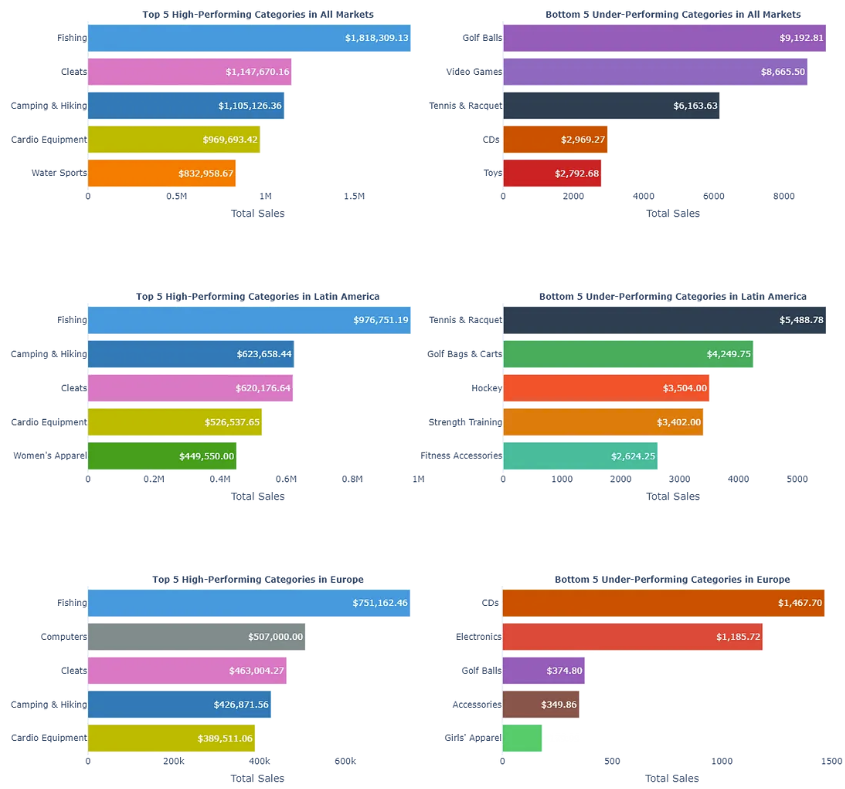 Top 5 High-Performing Categories in All Markets
Fishing $1,818,309.13
Cleats $1,147,670.16
Camping & Hiking $1,105,126.36
Cardio Equipment $969,693.42
Water Sports $832,958.67
0 0.5M 1M 1.5M
Total Sales
Bottom 5 Under-Performing Categories in All Markets
Golf Balls $9,192.81
Video Games $8,665.50
Tennis & Racquet $6,163.63
CDs $2,969.27
Toys $2,792.68
0 2000 4000 6000 8000
Total Sales
Top 5 High-Performing Categories in Latin America
Fishing $976,751.19
Camping & Hiking $623,658.44
Cleats $620,176.64
Cardio Equipment $526,537.65
Women's Apparel $449,550.00
0 0.2M 0.4M 0.6M 0.8M 1M
Total Sales
Bottom 5 Under-Performing Categories in Latin America
Tennis & Racquet $5,488.78
Golf Bags & Carts $4,249.75
Hockey $3,504.00
Strength Training $3,402.00
Fitness Accessories $2,624.25
0 1000 2000 3000 4000 5000
Total Sales
Top 5 High-Performing Categories in Europe
Fishing $751,162.46
Computers $507,000.00
Cleats $463,004.27
Camping & Hiking $426,871.56
Cardio Equipment $389,511.06
0 200k 400k 600k
Total Sales
Bottom 5 Under-Performing Categories in Europe
CDs $1,467.70
Electronics $1,185.72
Golf Balls $374.80
Accessories $349.86
Girls' Apparel
0 500 1000 1500
Total Sales